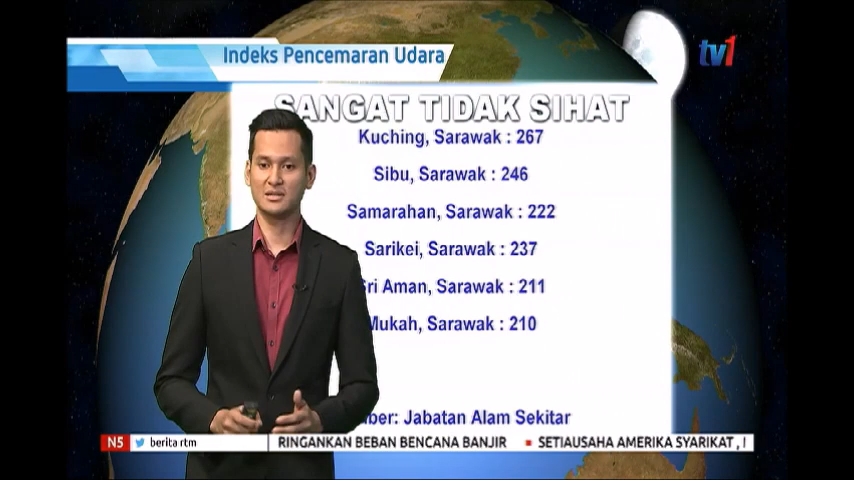 Indeks Pencemaran Udara
tv1
SANGAT TIDAK SIHAT
Kuching, Sarawak : 267
Sibu, Sarawak : 246
Samarahan, Sarawak : 222
Sarikei, Sarawak : 237
Sri Aman, Sarawak : 211
Mukah, Sarawak : 210
Jabatan Alam Sekitar
N5 berita rtm RINGANKAN BEBAN BENCANA BANJIR ▪ SETIAUSAHA AMERIKA SYARIKAT , !